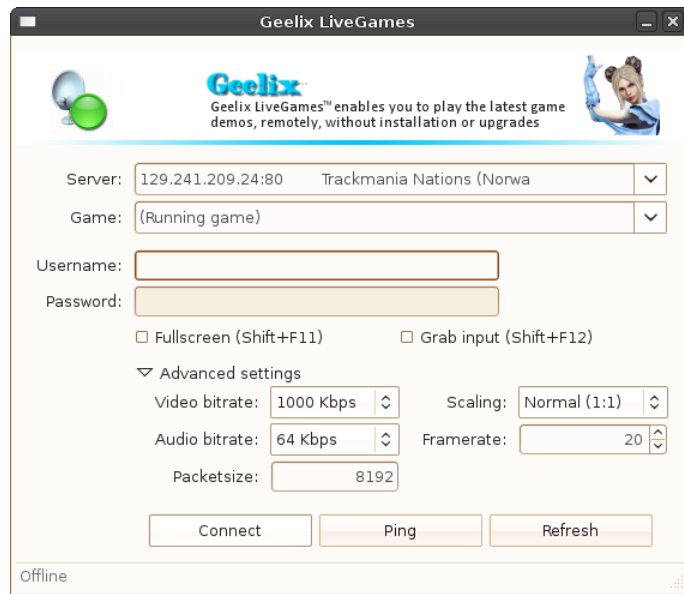 Geelix LiveGames
Geelix
Geelix LiveGames™ enables you to play the latest game
demos, remotely, without installation or upgrades
Server: 129.241.209.24:80 Trackmania Nations (Norwa
Game: (Running game)
Username:
Password:
Fullscreen (Shift+F11) Grab input (Shift+F12)
Advanced settings
Video bitrate: 1000 Kbps Scaling: Normal (1:1)
Audio bitrate: 64 Kbps Framerate: 20
Packetsize: 8192
Connect Ping Refresh
Offline